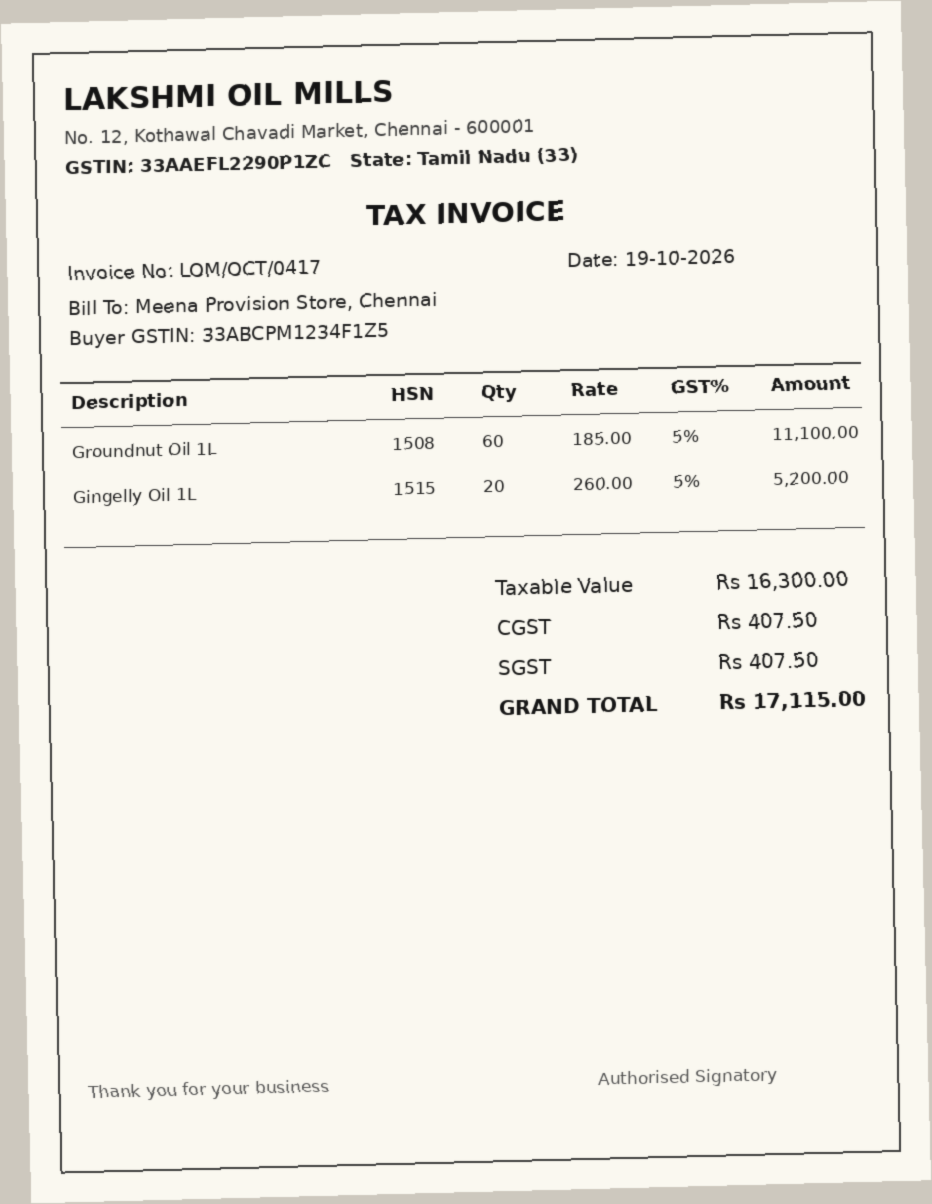 LAKSHMI OIL MILLS
No. 12, Kothawal Chavadi Market, Chennai - 600001
GSTIN: 33AAEFL2290P1ZC State: Tamil Nadu (33)
TAX INVOICE
Invoice No: LOM/OCT/0417 Date: 19-10-2026
Bill To: Meena Provision Store, Chennai
Buyer GSTIN: 33ABCPM1234F1Z5
Description HSN Qty Rate GST% Amount
Groundnut Oil 1L 1508 60 185.00 5% 11,100.00
Gingelly Oil 1L 1515 20 260.00 5% 5,200.00
Taxable Value Rs 16,300.00
CGST Rs 407.50
SGST Rs 407.50
GRAND TOTAL Rs 17,115.00
Thank you for your business Authorised Signatory